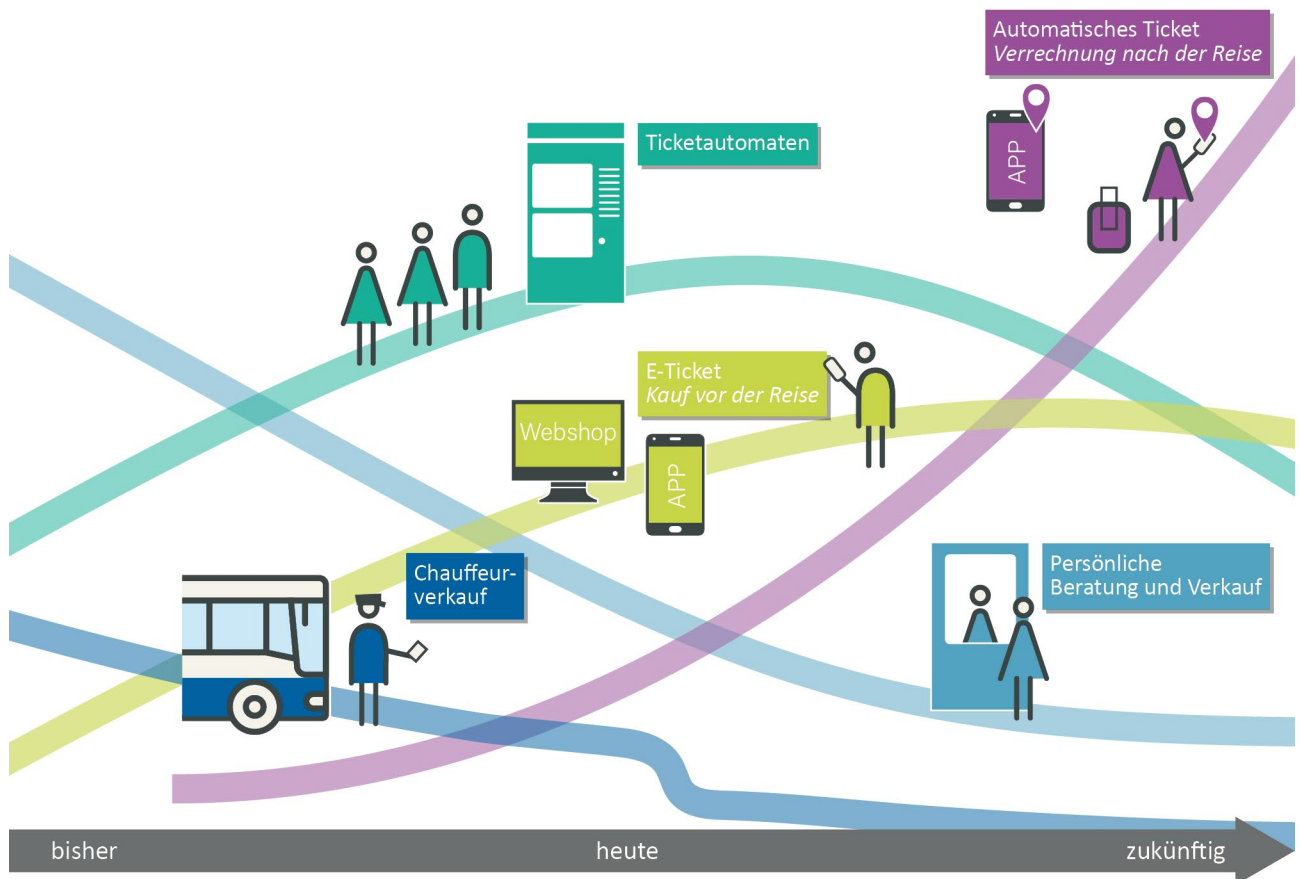 Automatisches Ticket
Verrechnung nach der Reise
APP
Ticketautomaten
E-Ticket
Kauf vor der Reise
Webshop
APP
Chauffeur-
verkauf
Persönliche
Beratung und Verkauf
bisher
heute
zukünftig